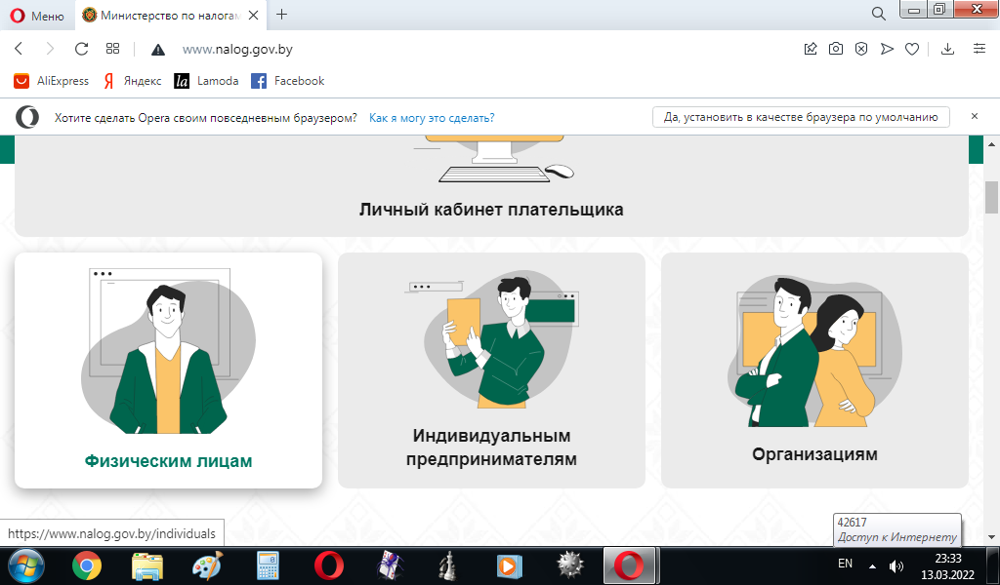 Меню
Министерство по налогам
www.nalog.gov.by
AliExpress
Яндекс
la
Lamoda
Facebook
Хотите сделать Opera своим повседневным браузером?
Как я могу это сделать?
Да, установить в качестве браузера по умолчанию
Личный кабинет плательщика
Физическим лицам
Индивидуальным
предпринимателям
Организациям
https://www.nalog.gov.by/individuals
42617
Доступ к Интернету
EN
23:33
13.03.2022